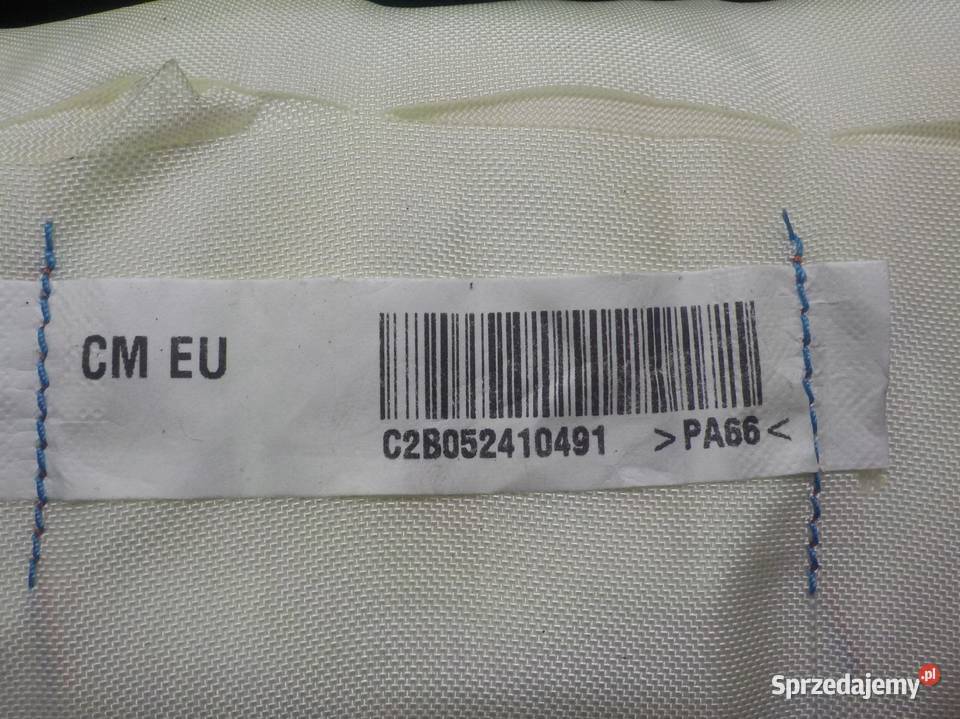 CM EU
C2B052410491 >PA66<
Sprzedajemy.pl